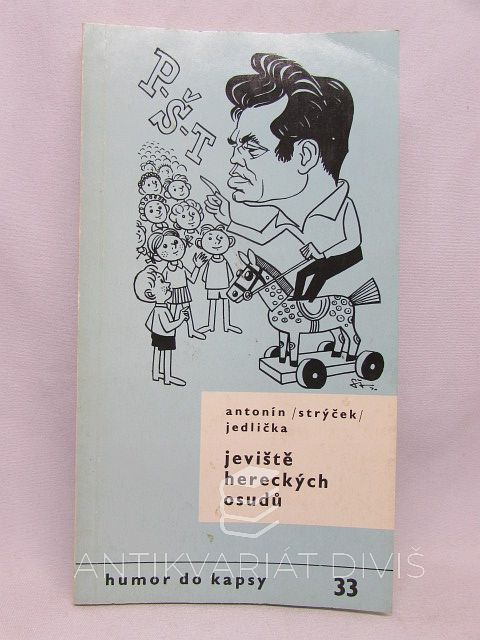 P-Š-T
antonín /strýček/
jedlička
jeviště
hereckých
osudů
ANTIKVARIÁT DIVIŠ
humor do kapsy 33